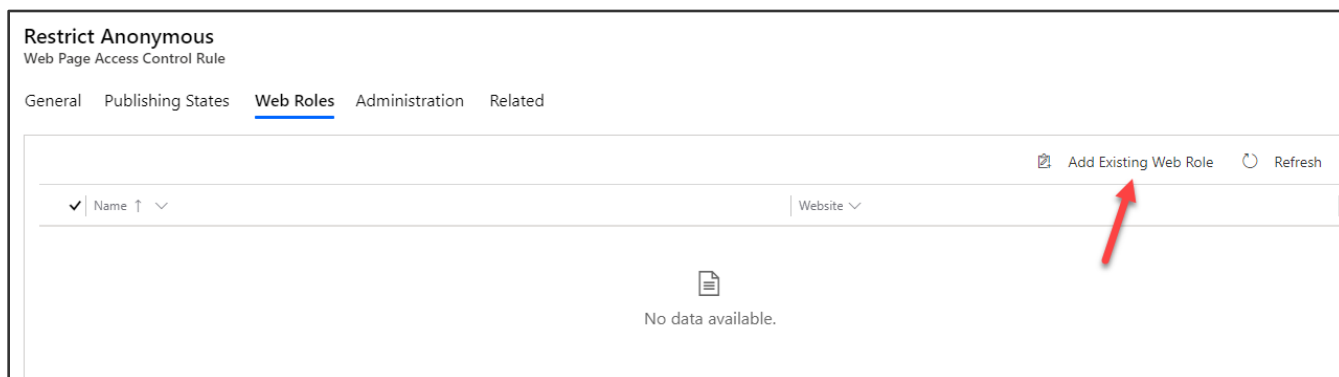 Restrict Anonymous
Web Page Access Control Rule
General Publishing States Web Roles Administration Related
Add Existing Web Role Refresh
Name ↑ Website
No data available.